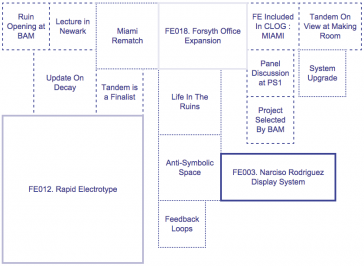 Ruin
Opening at
BAM
Lecture in
Newark
Miami
Rematch
FE018. Forsyth Office
Expansion
FE Included
In CLOG :
MIAMI
Tandem On
View at Making
Room
Update On
Decay
Tandem is
a Finalist
Life In The
Ruins
Panel
Discussion
at PS1
System
Upgrade
Project
Selected
By BAM
Anti-Symbolic
Space
FE003. Narciso Rodriguez
Display System
FE012. Rapid Electrotype
Feedback
Loops